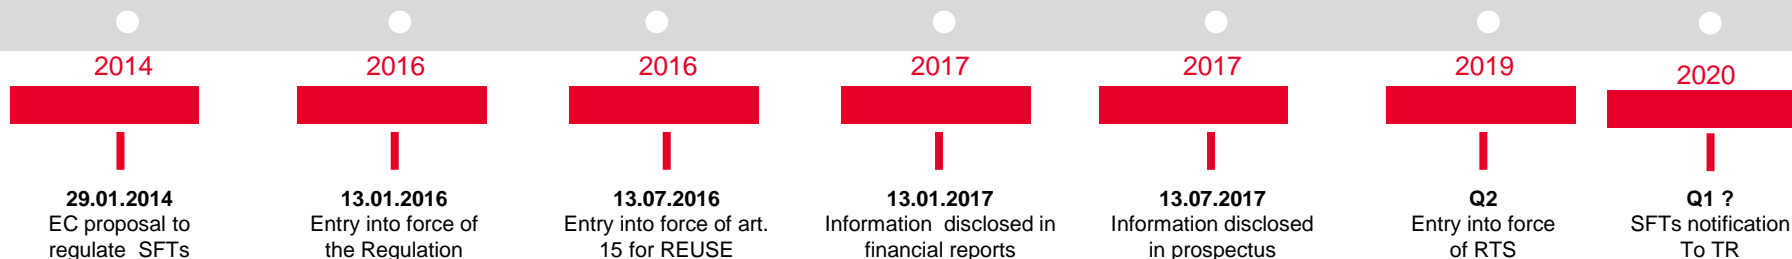 2014
29.01.2014
EC proposal to
regulate SFTs
2016
13.01.2016
Entry into force of
the Regulation
2016
13.07.2016
Entry into force of art.
15 for REUSE
2017
13.01.2017
Information disclosed in
financial reports
2017
13.07.2017
Information disclosed
in prospectus
2019
Q2
Entry into force
of RTS
2020
Q1 ?
SFTs notification
To TR